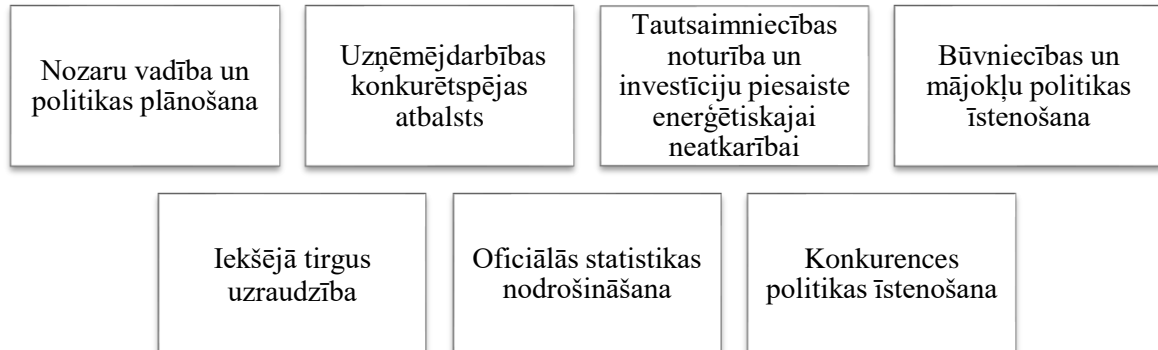 Nozaru vadība un
politikas plānošana
Uzņēmējdarbības
konkurētspējas
atbalsts
Tautsaimniecības
noturība un
investīciju piesaiste
enerģētiskajai
neatkarībai
Būvniecības un
mājokļu politikas
īstenošana
Iekšējā tirgus
uzraudzība
Oficiālās statistikas
nodrošināšana
Konkurences
politikas īstenošana